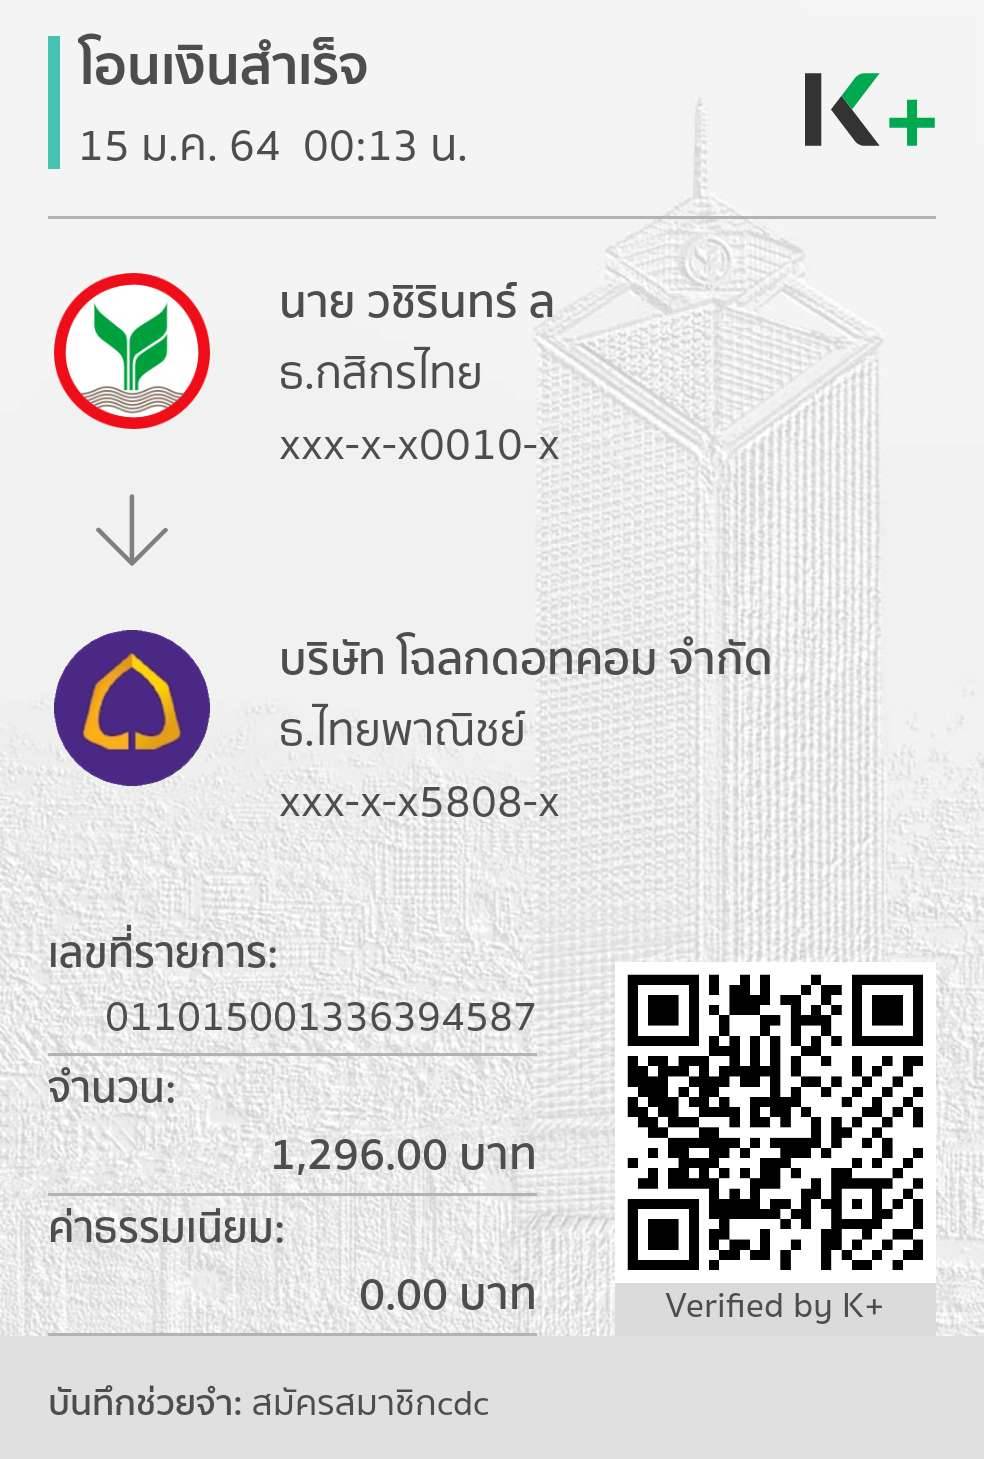 โอนเงินสำเร็จ
15 ม.ค. 64 00:13 น.
K+
นาย วชิรินทร์ ล
ธ.กสิกรไทย
xxx-x-x0010-x
บริษัท โฉลกดอทคอม จำกัด
ธ.ไทยพาณิชย์
xxx-x-x5808-x
เลขที่รายการ:
011015001336394587
จำนวน:
1,296.00 บาท
ค่าธรรมเนียม:
0.00 บาท
Verified by K+
บันทึกช่วยจำ: สมัครสมาชิกcdc